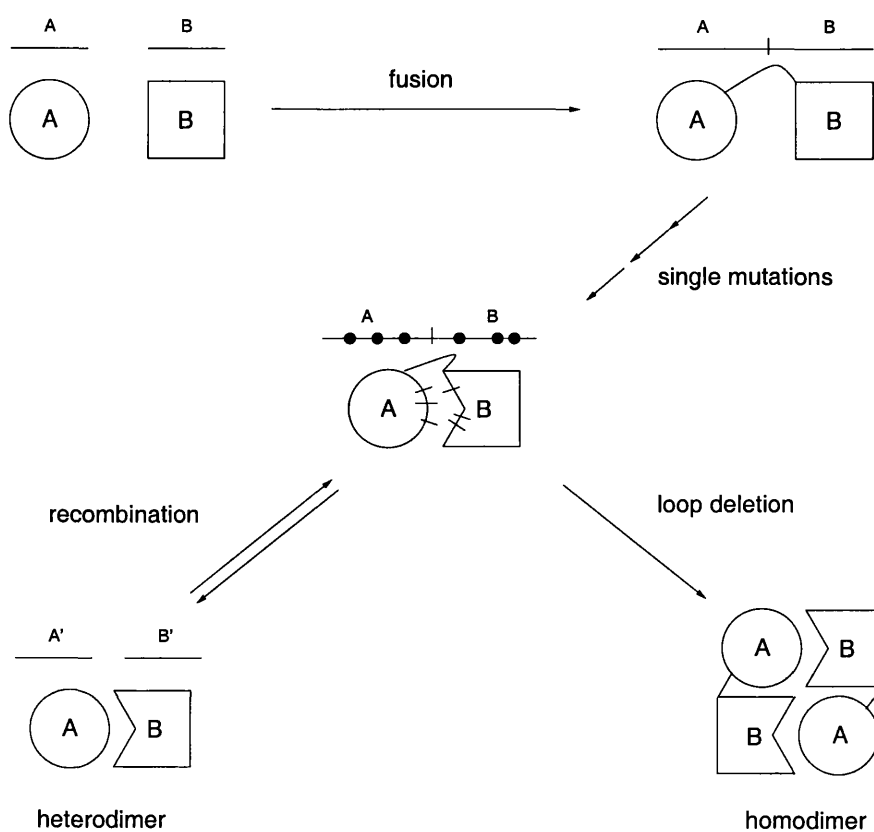 A B
A B
fusion
A B
A B
single mutations
A B
A B
recombination
loop deletion
A' B'
A B
heterodimer
A B
B A
homodimer